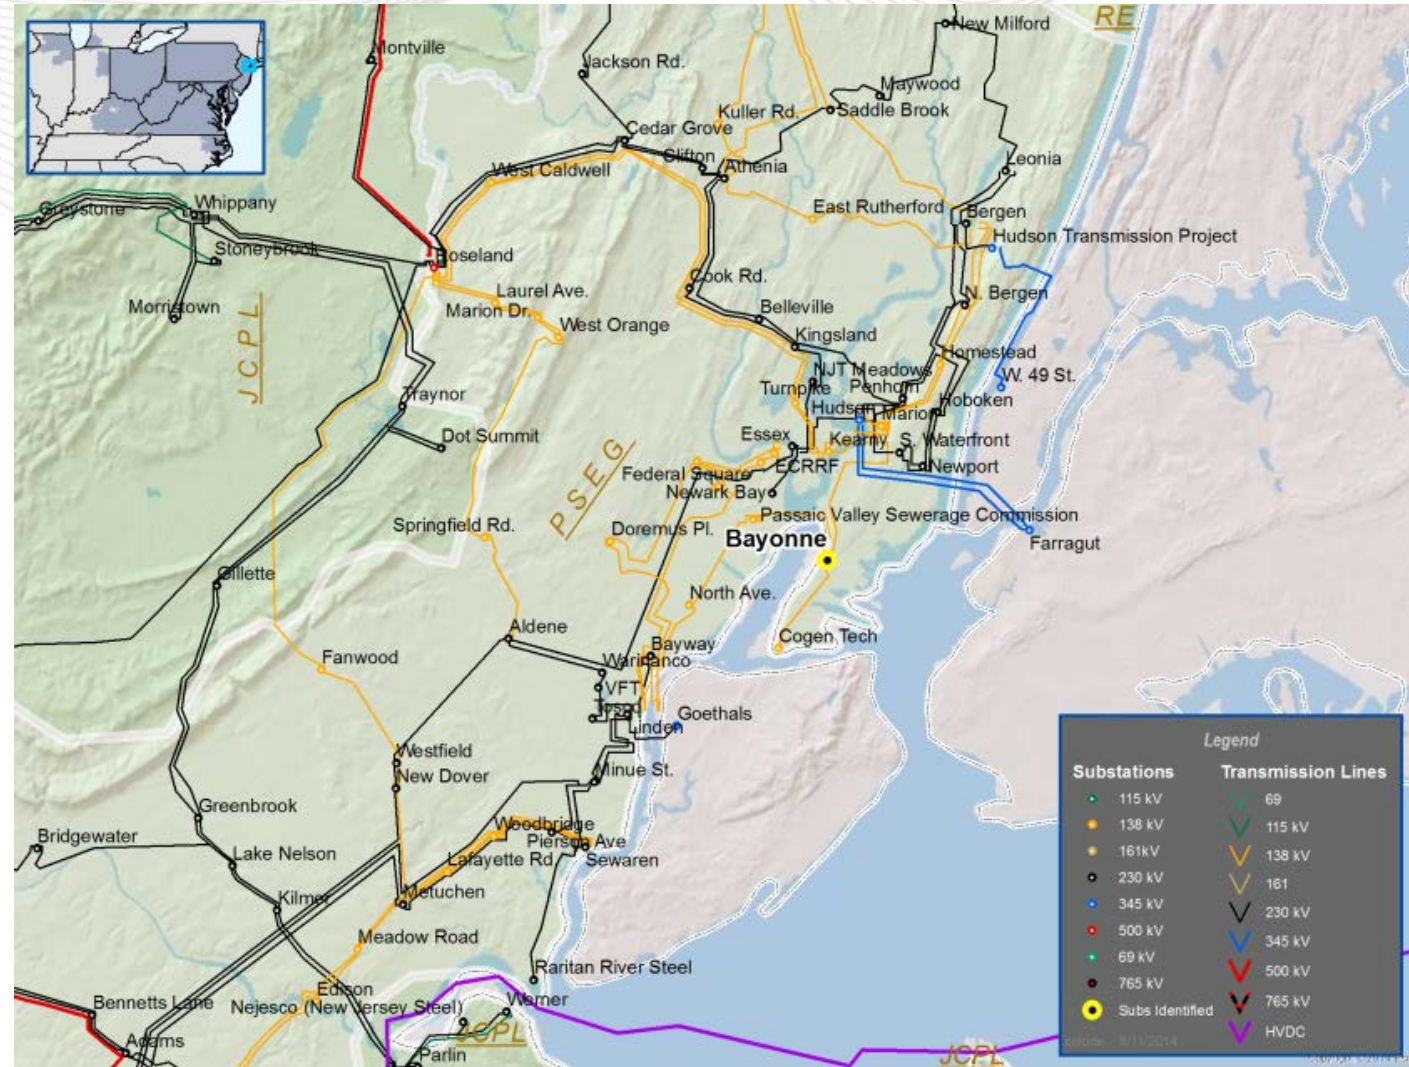 RE
New Milford
Montville
Jackson Rd.
Maywood
Kuller Rd.
Saddle Brook
Cedar Grove
Clifton
Athenia
Leonia
West Caldwell
Greystone
Whippany
East Rutherford
Bergen
Hudson Transmission Project
Stoneybrook
Roseland
Cook Rd.
Laurel Ave.
N. Bergen
Morristown
Marion Dr.
Belleville
West Orange
Kingsland
JCPL
Homestead
NJT Meadows
W. 49 St.
Turnpike
Penhorn
Traynor
Hudson
Marion
Hoboken
Dot Summit
Essex
Kearny
S. Waterfront
PSEG
Federal Square
ECRRF
Newport
Newark Bay
Springfield Rd.
Doremus Pl.
Passaic Valley Sewerage Commission
Bayonne
Farragut
Gillette
North Ave.
Aldene
Cogen Tech
Fanwood
Bayway
Warinanco
VFT
Tosco
Goethals
Linden
Westfield
New Dover
Minue St.
Greenbrook
Woodbridge
Bridgewater
Pierson Ave
Lake Nelson
Lafayette Rd.
Sewaren
Kilmer
Metuchen
Meadow Road
Raritan River Steel
Edison
Bennetts Lane
Nejesco (New Jersey Steel)
Werner
Adams
JCPL
Parlin
JCPL
Legend
Substations
115 kV
138 kV
161kV
230 kV
345 kV
500 kV
69 kV
765 kV
Subs Identified
Transmission Lines
69
115 kV
138 kV
161
230 kV
345 kV
500 kV
765 kV
HVDC
8/11/2014